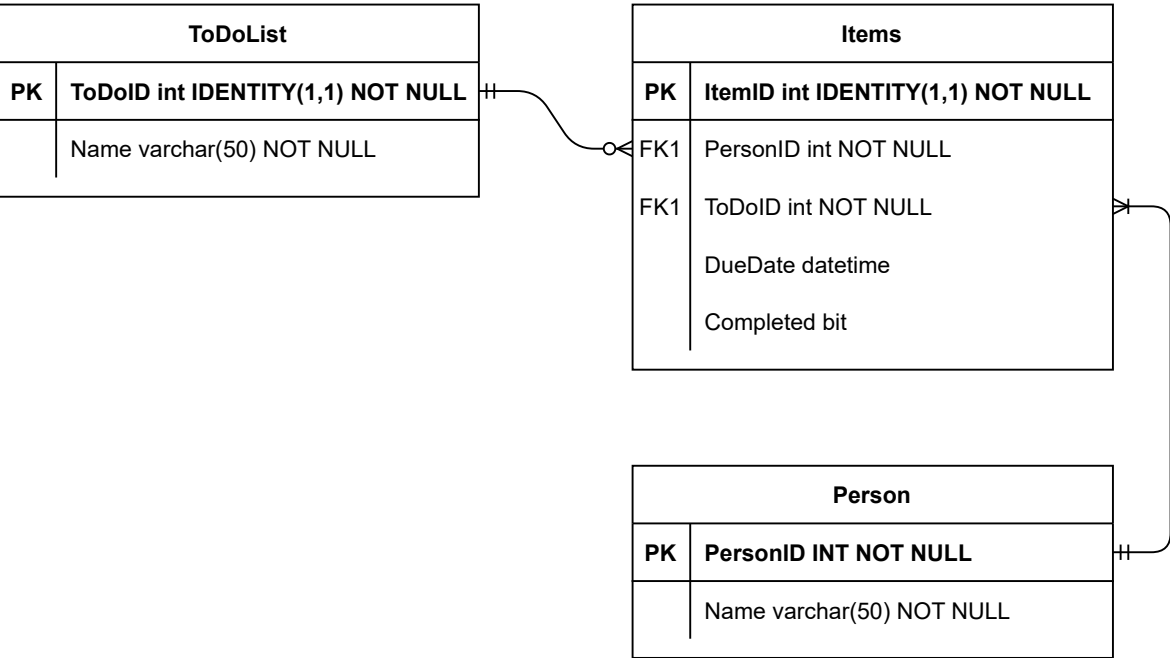 ToDoList
PK ToDoID int IDENTITY(1,1) NOT NULL
Name varchar(50) NOT NULL
Items
PK ItemID int IDENTITY(1,1) NOT NULL
FK1 PersonID int NOT NULL
FK1 ToDoID int NOT NULL
DueDate datetime
Completed bit
Person
PK PersonID INT NOT NULL
Name varchar(50) NOT NULL